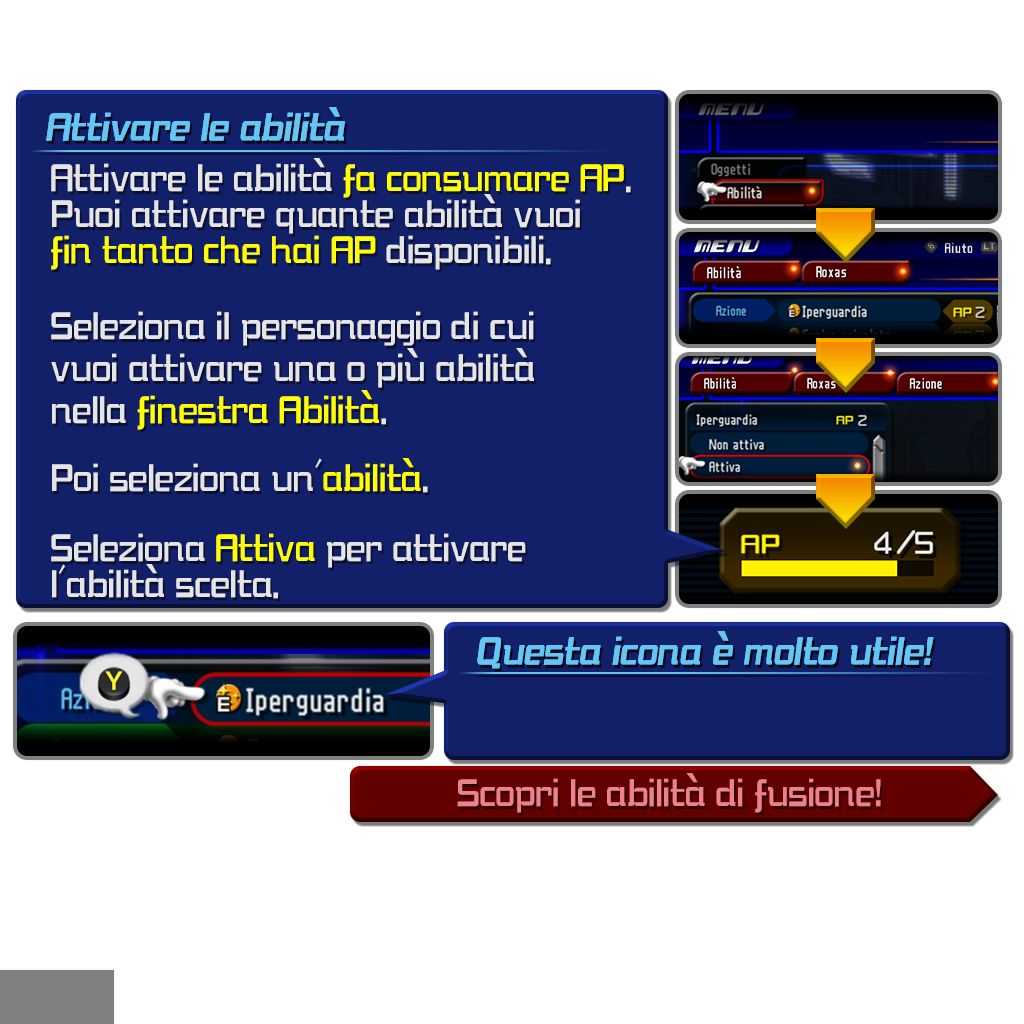 Attivare le abilità
Attivare le abilità fa consumare AP.
Puoi attivare quante abilità vuoi
fin tanto che hai AP disponibili.
Seleziona il personaggio di cui
vuoi attivare una o più abilità
nella finestra Abilità.
Poi seleziona un'abilità.
Seleziona Attiva per attivare
l'abilità scelta.
MENU
Oggetti
Abilità
MENU
Aiuto LT
Abilità Roxas
Azione Iperguardia AP 2
MENU
Abilità Roxas Azione
Iperguardia AP 2
Non attiva
Attiva
AP 4/5
Y E Iperguardia
Questa icona è molto utile!
Scopri le abilità di fusione!